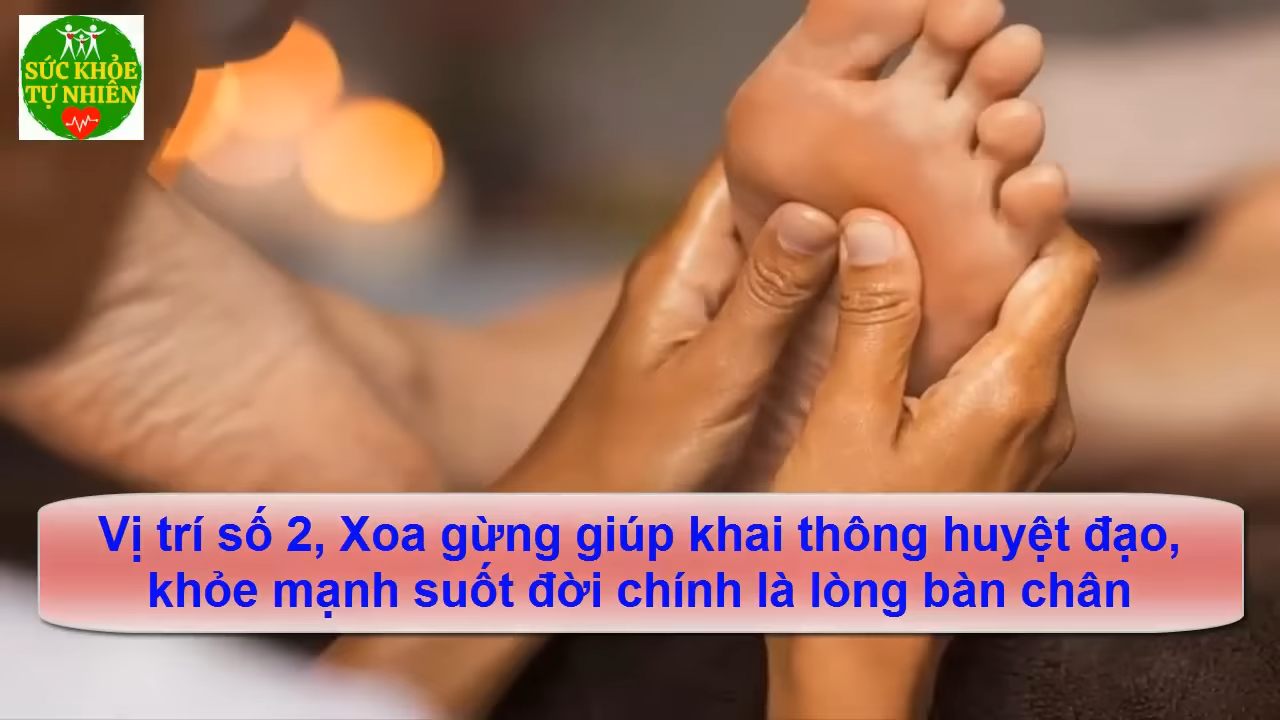 SỨC KHỎE
TỰ NHIÊN
Vị trí số 2, Xoa gừng giúp khai thông huyệt đạo,
khỏe mạnh suốt đời chính là lòng bàn chân